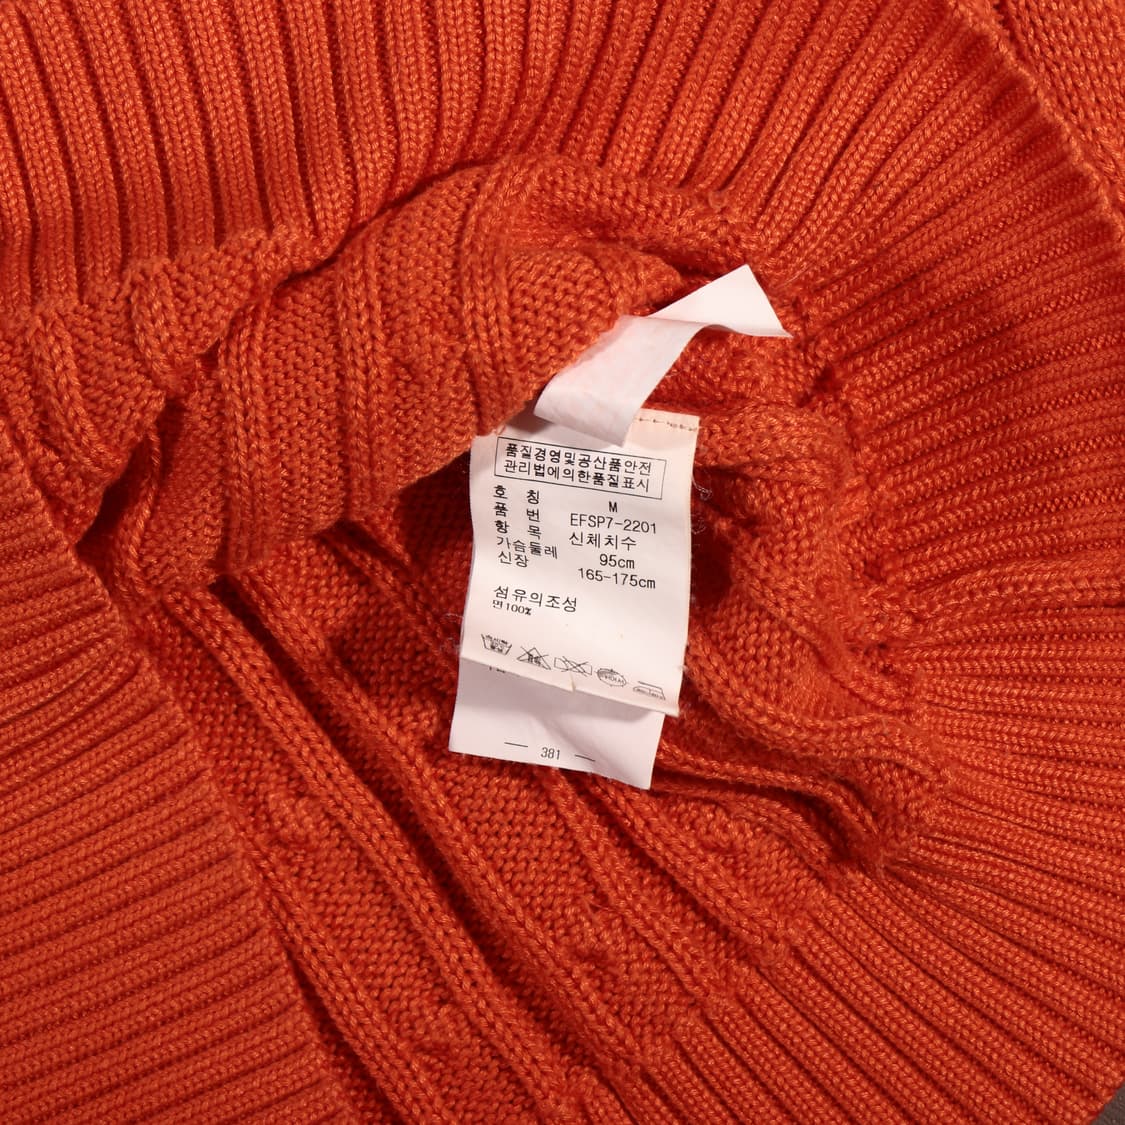 품질경영및공산품안전
관리법에의한품질표시
호 칭 M
품 번 EFSP7-2201
항 목 신체치수
가슴둘레 95cm
신장 165-175cm
섬유의조성
면100%
— 381 —